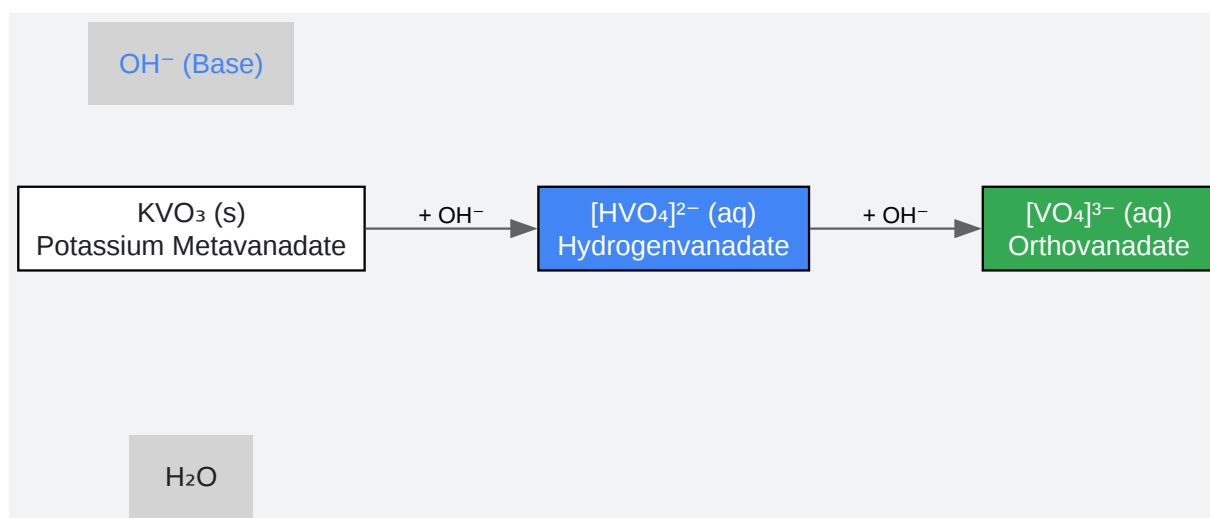 OH⁻ (Base)
KVO₃ (s)
Potassium Metavanadate
+ OH⁻
[HVO₄]²⁻ (aq)
Hydrogenvanadate
+ OH⁻
[VO₄]³⁻ (aq)
Orthovanadate
H₂O